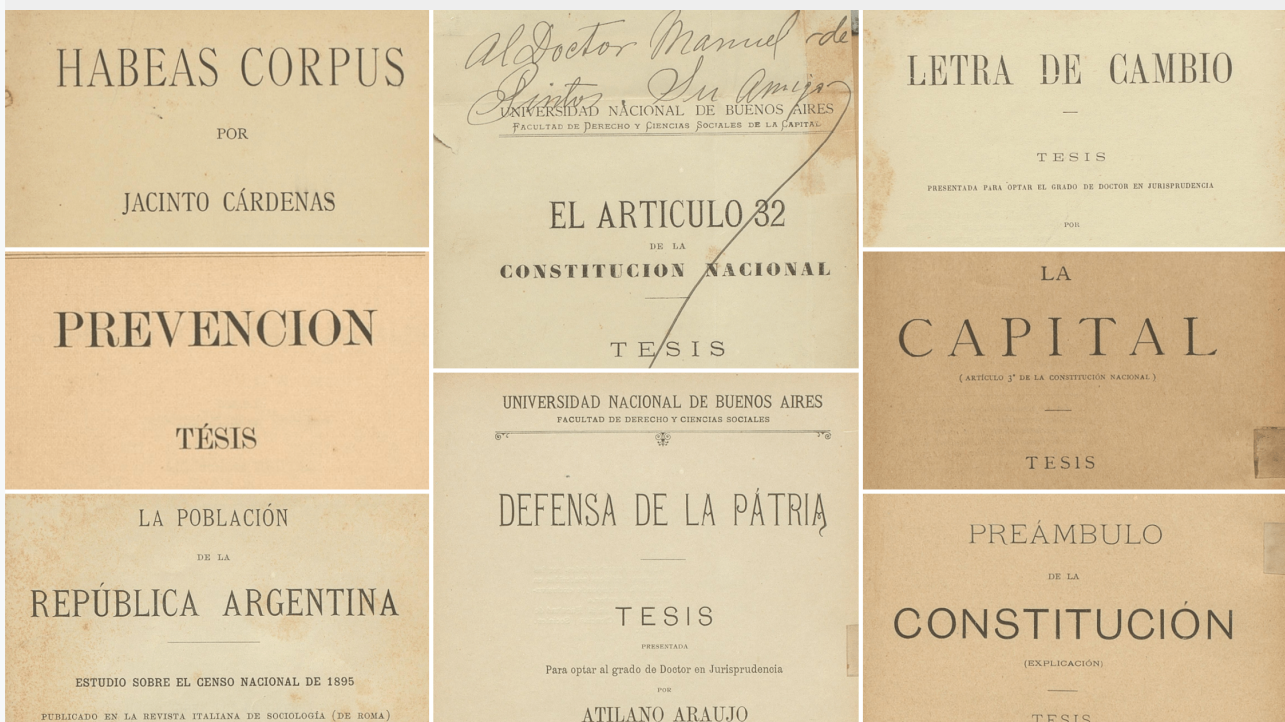 HABEAS CORPUS
POR
JACINTO CÁRDENAS
PREVENCION
TÉSIS
LA POBLACIÓN
DE LA
REPÚBLICA ARGENTINA
ESTUDIO SOBRE EL CENSO NACIONAL DE 1895
PUBLICADO EN LA REVISTA ITALIANA DE SOCIOLOGÍA (DE ROMA)
Al Doctor Manuel de
Pintos. Su Amigo
UNIVERSIDAD NACIONAL DE BUENOS AIRES
FACULTAD DE DERECHO Y CIENCIAS SOCIALES DE LA CAPITAL
EL ARTICULO 32
DE LA
CONSTITUCION NACIONAL
TESIS
UNIVERSIDAD NACIONAL DE BUENOS AIRES
FACULTAD DE DERECHO Y CIENCIAS SOCIALES
DEFENSA DE LA PÁTRIA
TESIS
PRESENTADA
Para optar al grado de Doctor en Jurisprudencia
POR
ATILANO ARAUJO
LETRA DE CAMBIO
TESIS
PRESENTADA PARA OPTAR EL GRADO DE DOCTOR EN JURISPRUDENCIA
POR
LA
CAPITAL
(ARTÍCULO 3º DE LA CONSTITUCIÓN NACIONAL)
TESIS
PREÁMBULO
DE LA
CONSTITUCIÓN
(EXPLICACIÓN)
TESIS